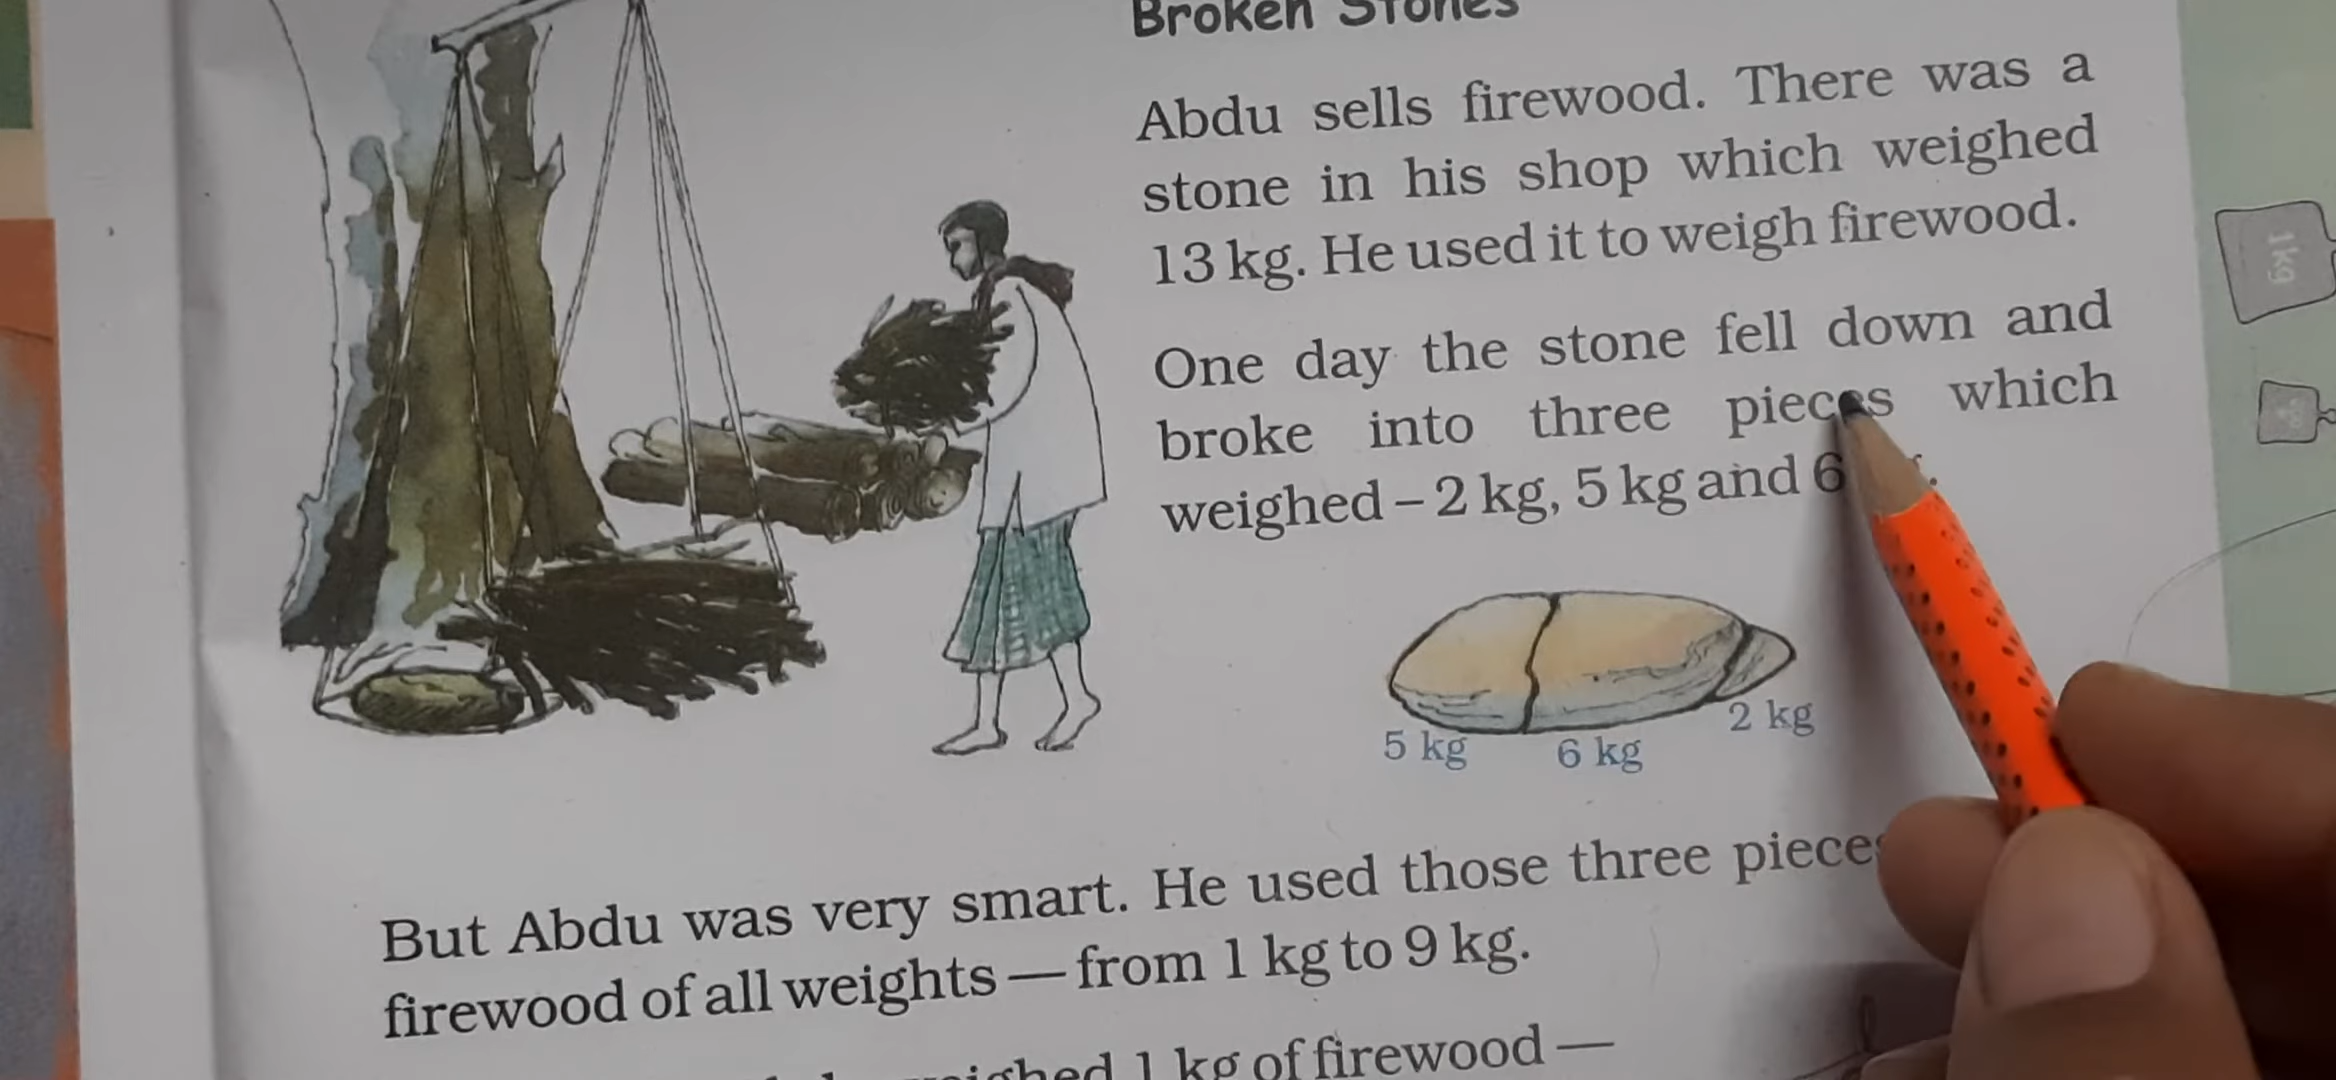 Broken Stones
Abdu sells firewood. There was a
stone in his shop which weighed
13 kg. He used it to weigh firewood.
One day the stone fell down and
broke into three pieces which
weighed – 2 kg, 5 kg and 6
5 kg
6 kg
2 kg
But Abdu was very smart. He used those three pieces
firewood of all weights — from 1 kg to 9 kg.
weighed 1 kg of firewood —
1 kg